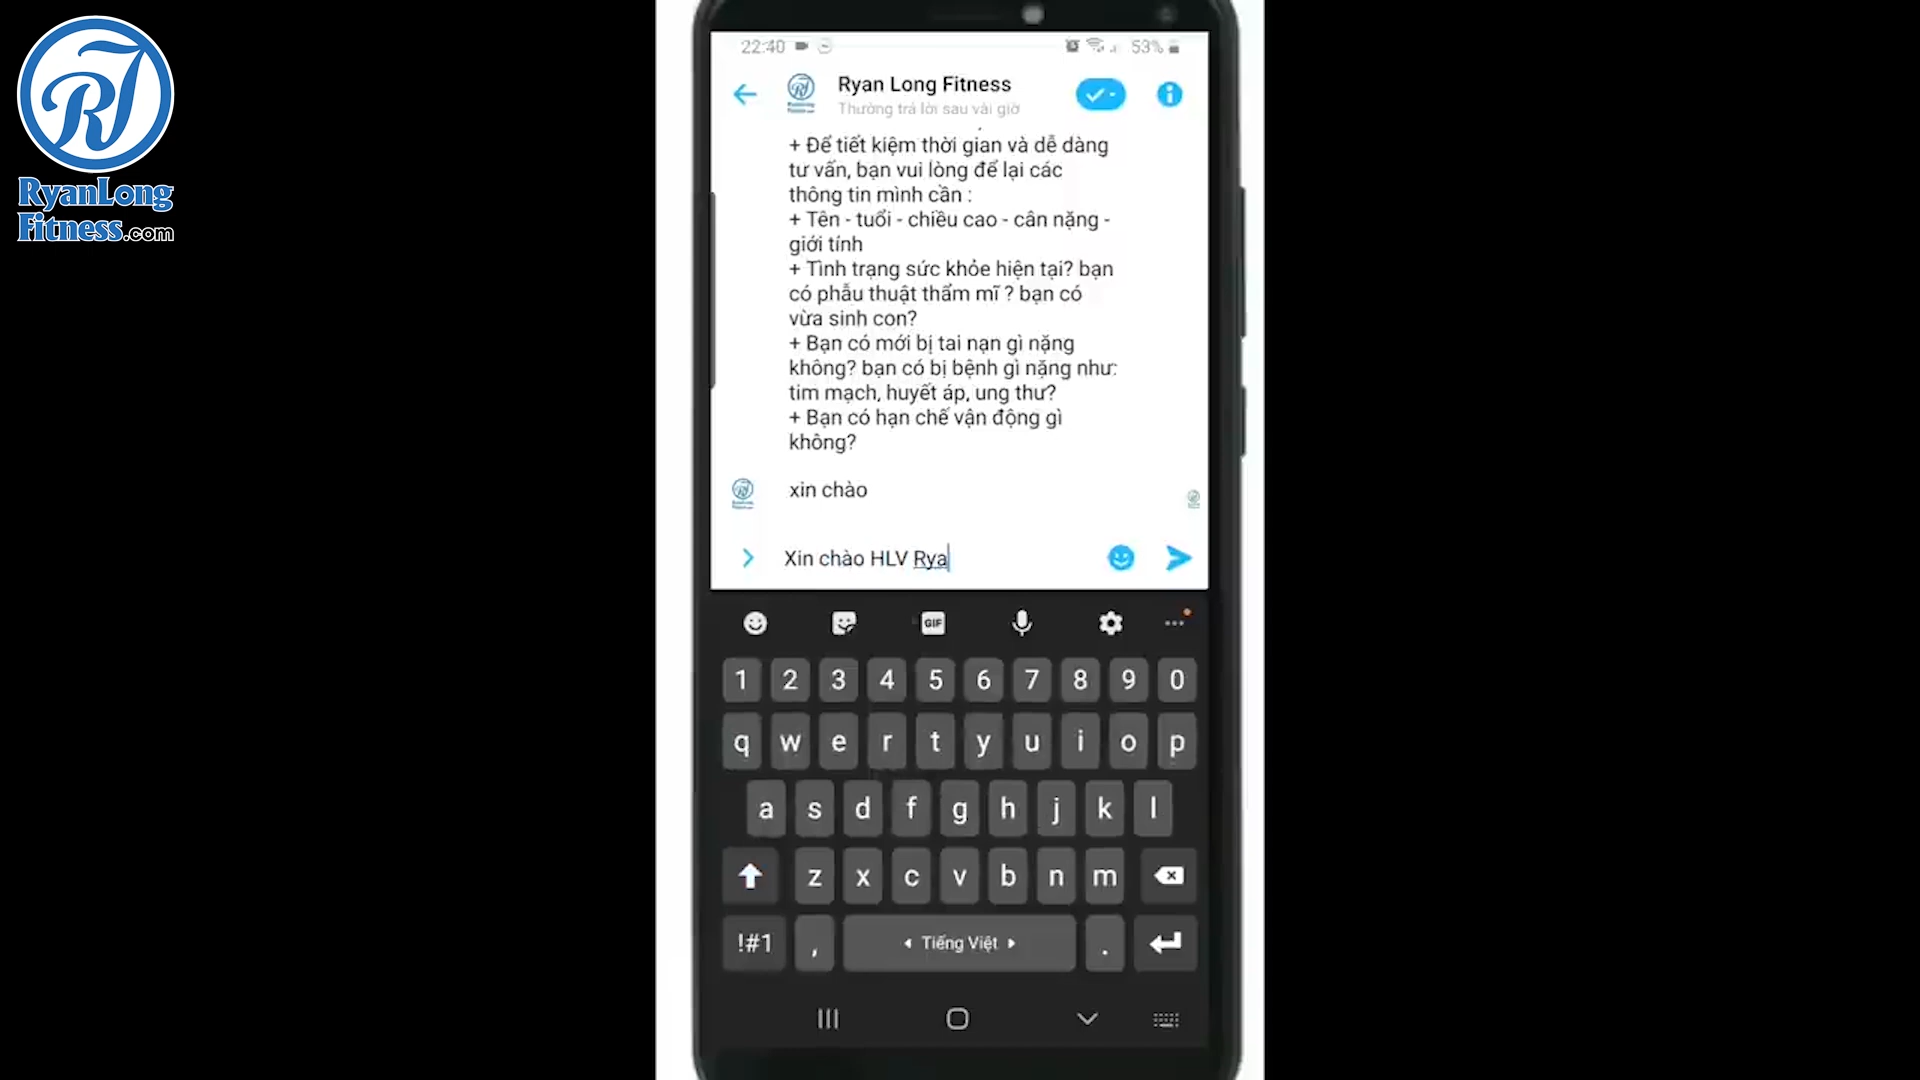 RyanLong
Fitness.com
22:40 53%
Ryan Long Fitness
Thường trả lời sau vài giờ
+ Để tiết kiệm thời gian và dễ dàng
tư vấn, bạn vui lòng để lại các
thông tin mình cần :
+ Tên - tuổi - chiều cao - cân nặng -
giới tính
+ Tình trạng sức khỏe hiện tại? bạn
có phẫu thuật thẩm mĩ ? bạn có
vừa sinh con?
+ Bạn có mới bị tai nạn gì nặng
không? bạn có bị bệnh gì nặng như:
tim mạch, huyết áp, ung thư?
+ Bạn có hạn chế vận động gì
không?
xin chào
Xin chào HLV Rya
GIF
1 2 3 4 5 6 7 8 9 0
q w e r t y u i o p
a s d f g h j k l
z x c v b n m
!#1 , Tiếng Việt .